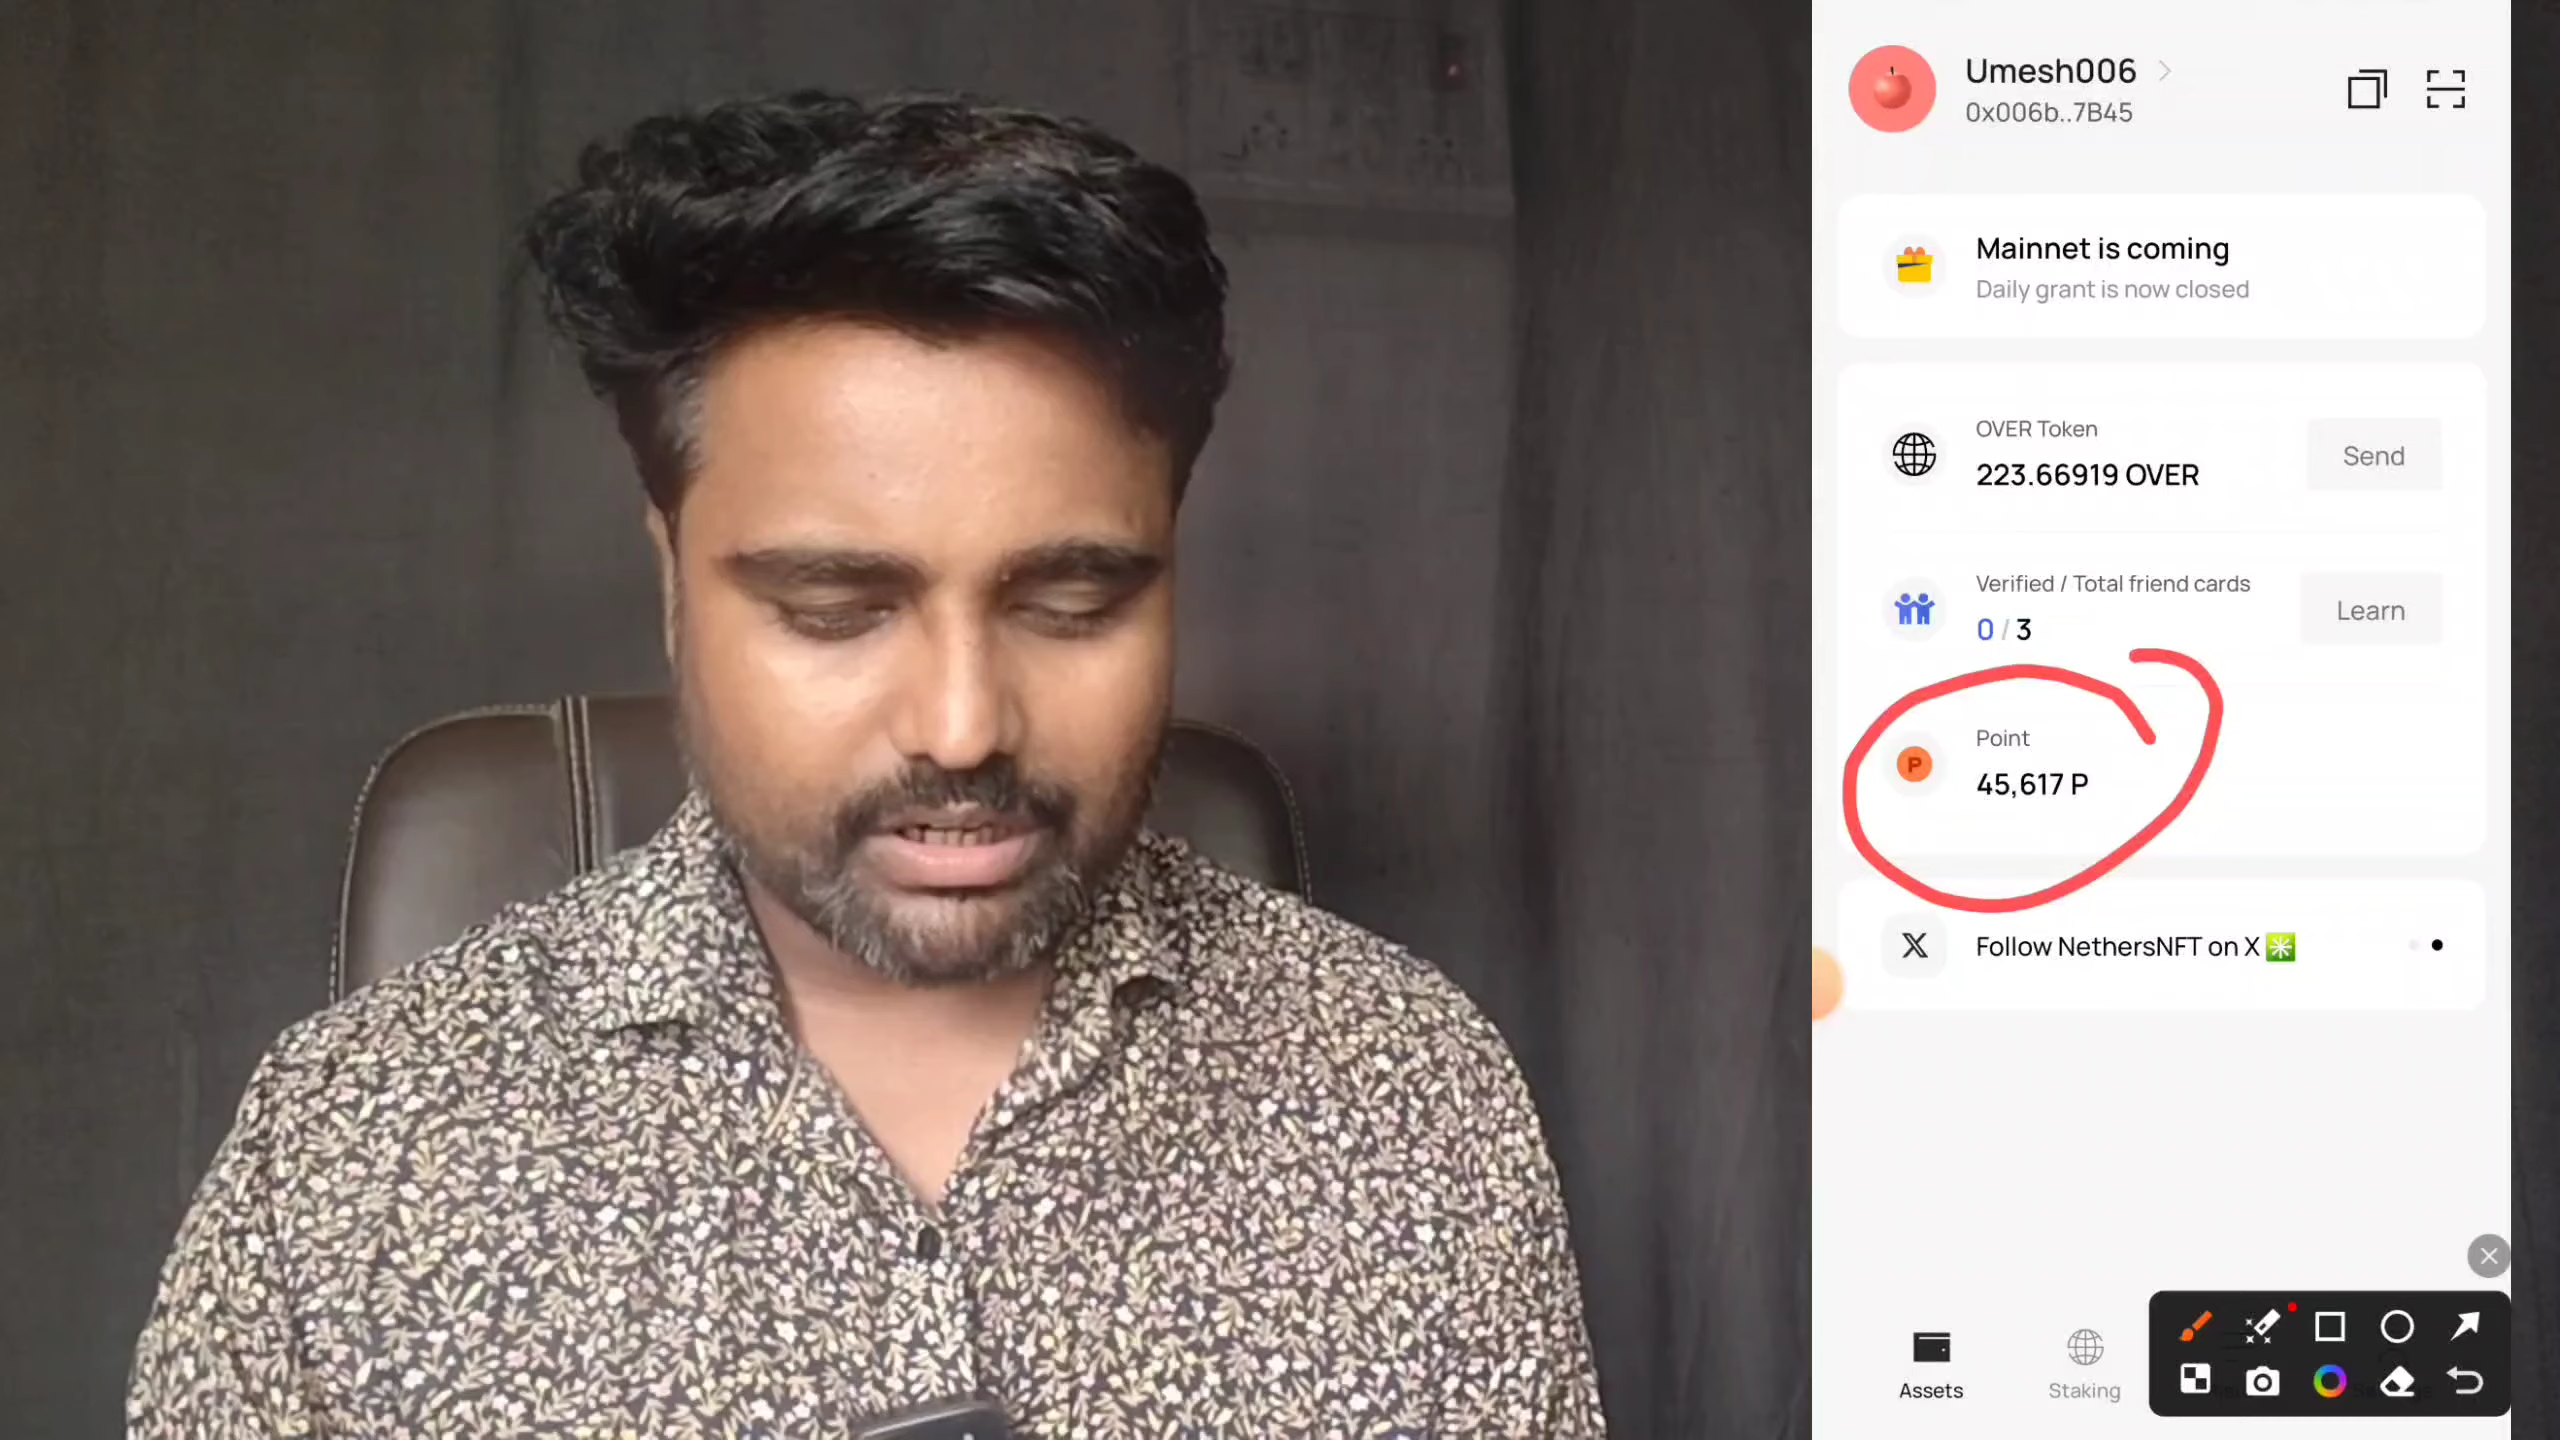 Umesh006
0x006b..7B45
Mainnet is coming
Daily grant is now closed
OVER Token
223.66919 OVER
Send
Verified / Total friend cards
0 / 3
Learn
Point
P
45,617 P
X
Follow NethersNFT on X
Assets
Staking